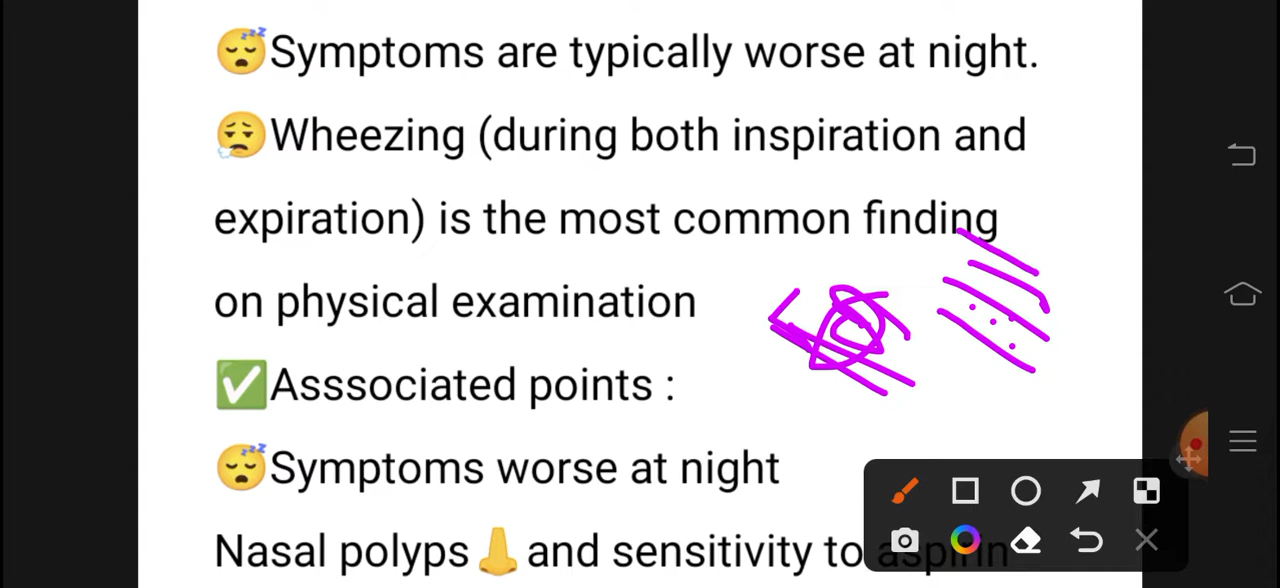 😴Symptoms are typically worse at night.
😮‍💨Wheezing (during both inspiration and
expiration) is the most common finding
on physical examination
✅Asssociated points :
😴Symptoms worse at night
Nasal polyps👃and sensitivity to aspirin